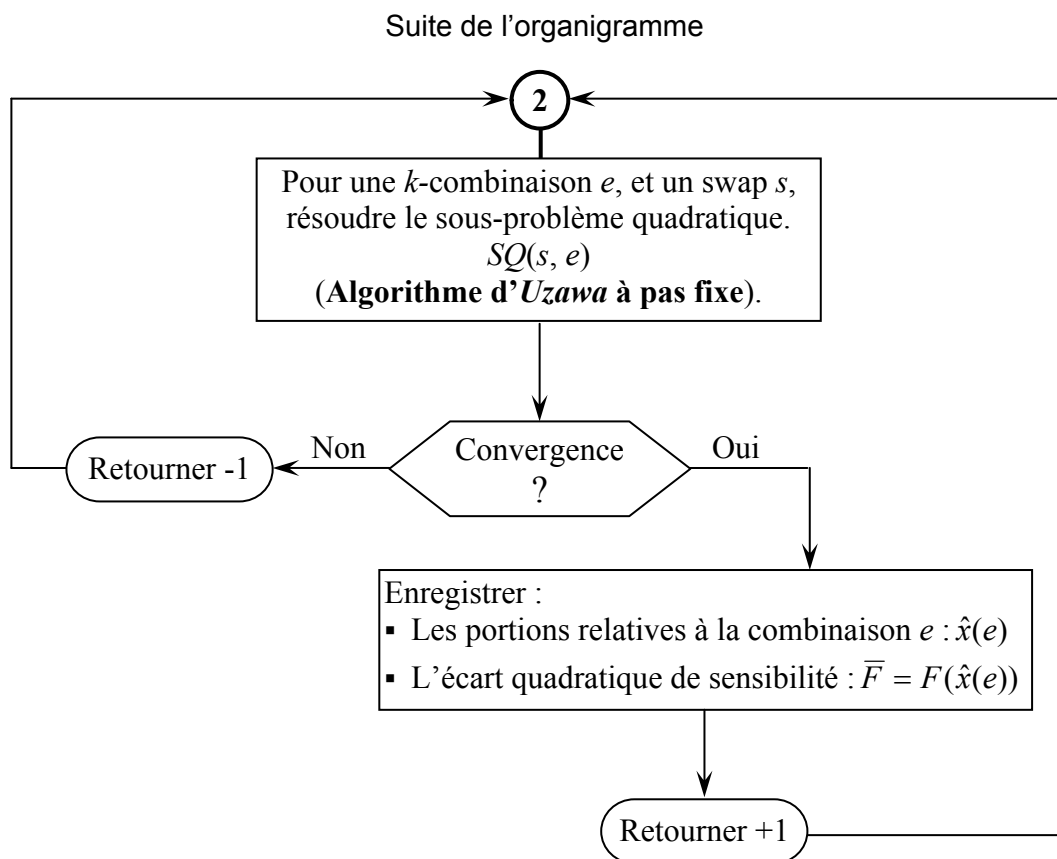 Suite de l'organigramme
2
Pour une k-combinaison e, et un swap s,
résoudre le sous-problème quadratique.
SQ(s, e)
(Algorithme d'Uzawa à pas fixe).
Non
Convergence
?
Oui
Retourner -1
Enregistrer :
▪ Les portions relatives à la combinaison e : x̂(e)
▪ L'écart quadratique de sensibilité : F̅ = F(x̂(e))
Retourner +1